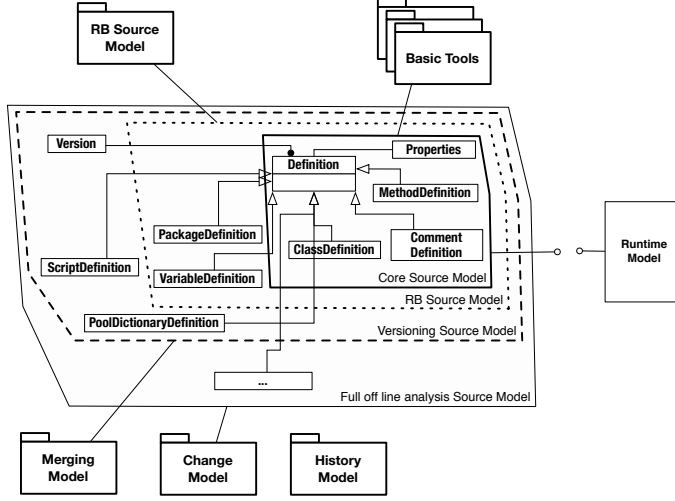 RB Source
Model
Basic Tools
Version
Definition
Properties
MethodDefinition
PackageDefinition
ClassDefinition
Comment
Definition
ScriptDefinition
VariableDefinition
Core Source Model
RB Source Model
PoolDictionaryDefinition
Versioning Source Model
...
Full off line analysis Source Model
Runtime
Model
Merging
Model
Change
Model
History
Model